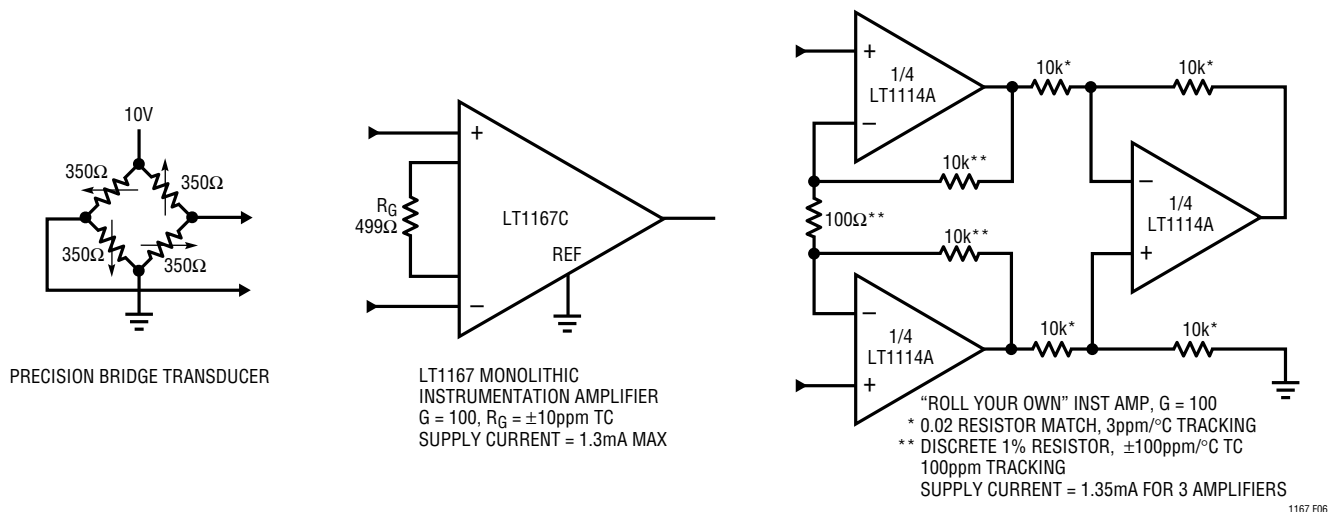 10V
350Ω
350Ω
350Ω
350Ω
PRECISION BRIDGE TRANSDUCER
+
RG
499Ω
LT1167C
REF
–
LT1167 MONOLITHIC
INSTRUMENTATION AMPLIFIER
G = 100, RG = ±10ppm TC
SUPPLY CURRENT = 1.3mA MAX
+
1/4
LT1114A
–
10k*
10k*
10k**
100Ω**
10k**
–
1/4
LT1114A
+
–
1/4
LT1114A
+
10k*
10k*
“ROLL YOUR OWN” INST AMP, G = 100
* 0.02 RESISTOR MATCH, 3ppm/°C TRACKING
** DISCRETE 1% RESISTOR, ±100ppm/°C TC
100ppm TRACKING
SUPPLY CURRENT = 1.35mA FOR 3 AMPLIFIERS
1167 F06